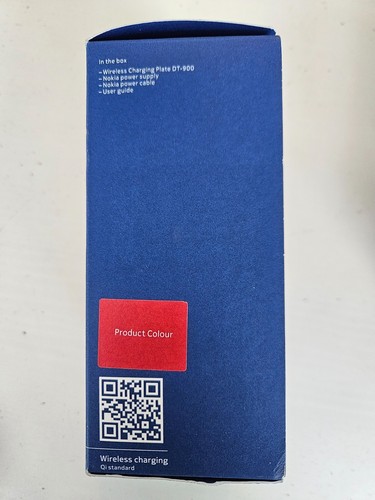 In the box
– Wireless Charging Plate DT-900
– Nokia power supply
– Nokia power cable
– User guide
Product Colour
Wireless charging
Qi standard